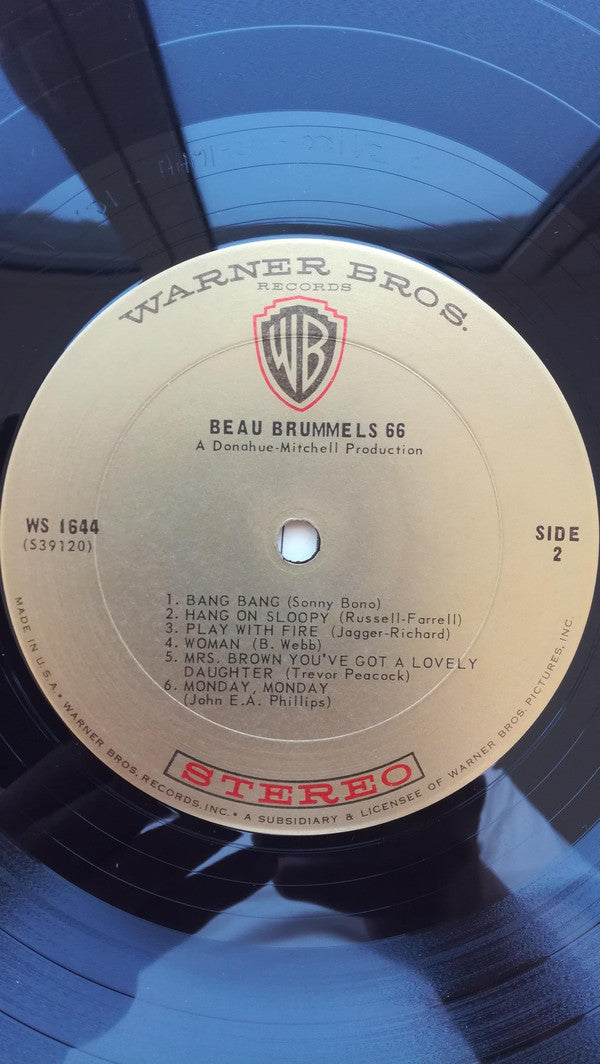 WARNER BROS.
RECORDS
WB
BEAU BRUMMELS 66
A Donahue-Mitchell Production
WS 1644
(S39120)
SIDE
2
1. BANG BANG (Sonny Bono)
2. HANG ON SLOOPY (Russell-Farrell)
3. PLAY WITH FIRE (Jagger-Richard)
4. WOMAN (B. Webb)
5. MRS. BROWN YOU'VE GOT A LOVELY
DAUGHTER (Trevor Peacock)
6. MONDAY, MONDAY
(John E.A. Phillips)
STEREO
MADE IN U.S.A. • WARNER BROS. RECORDS, INC. • A SUBSIDIARY & LICENSEE OF WARNER BROS. PICTURES, INC.